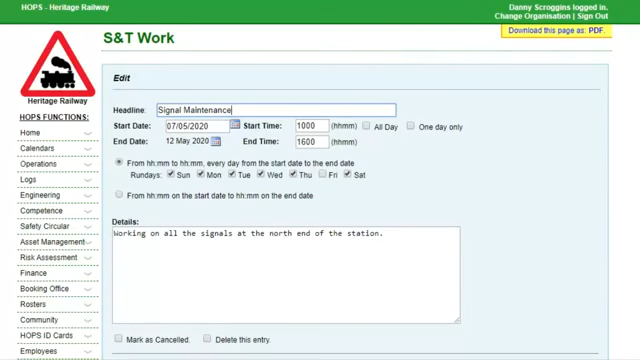 HOPS - Heritage Railway
Danny Scroggins logged in.
Change Organisation | Sign Out
Download this page as: PDF.
S&T Work
Heritage Railway
HOPS FUNCTIONS:
Home
Calendars
Operations
Logs
Engineering
Competence
Safety Circular
Asset Management
Risk Assessment
Finance
Booking Office
Rosters
Community
HOPS ID Cards
Employees
Edit
Headline: Signal Maintenance
Start Date: 07/05/2020 Start Time: 1000 (hhmm) All Day One day only
End Date: 12 May 2020 End Time: 1600 (hhmm)
From hh:mm to hh:mm, every day from the start date to the end date
Rundays: Sun Mon Tue Wed Thu Fri Sat
From hh:mm on the start date to hh:mm on the end date
Details:
Working on all the signals at the north end of the station.
Mark as Cancelled. Delete this entry.